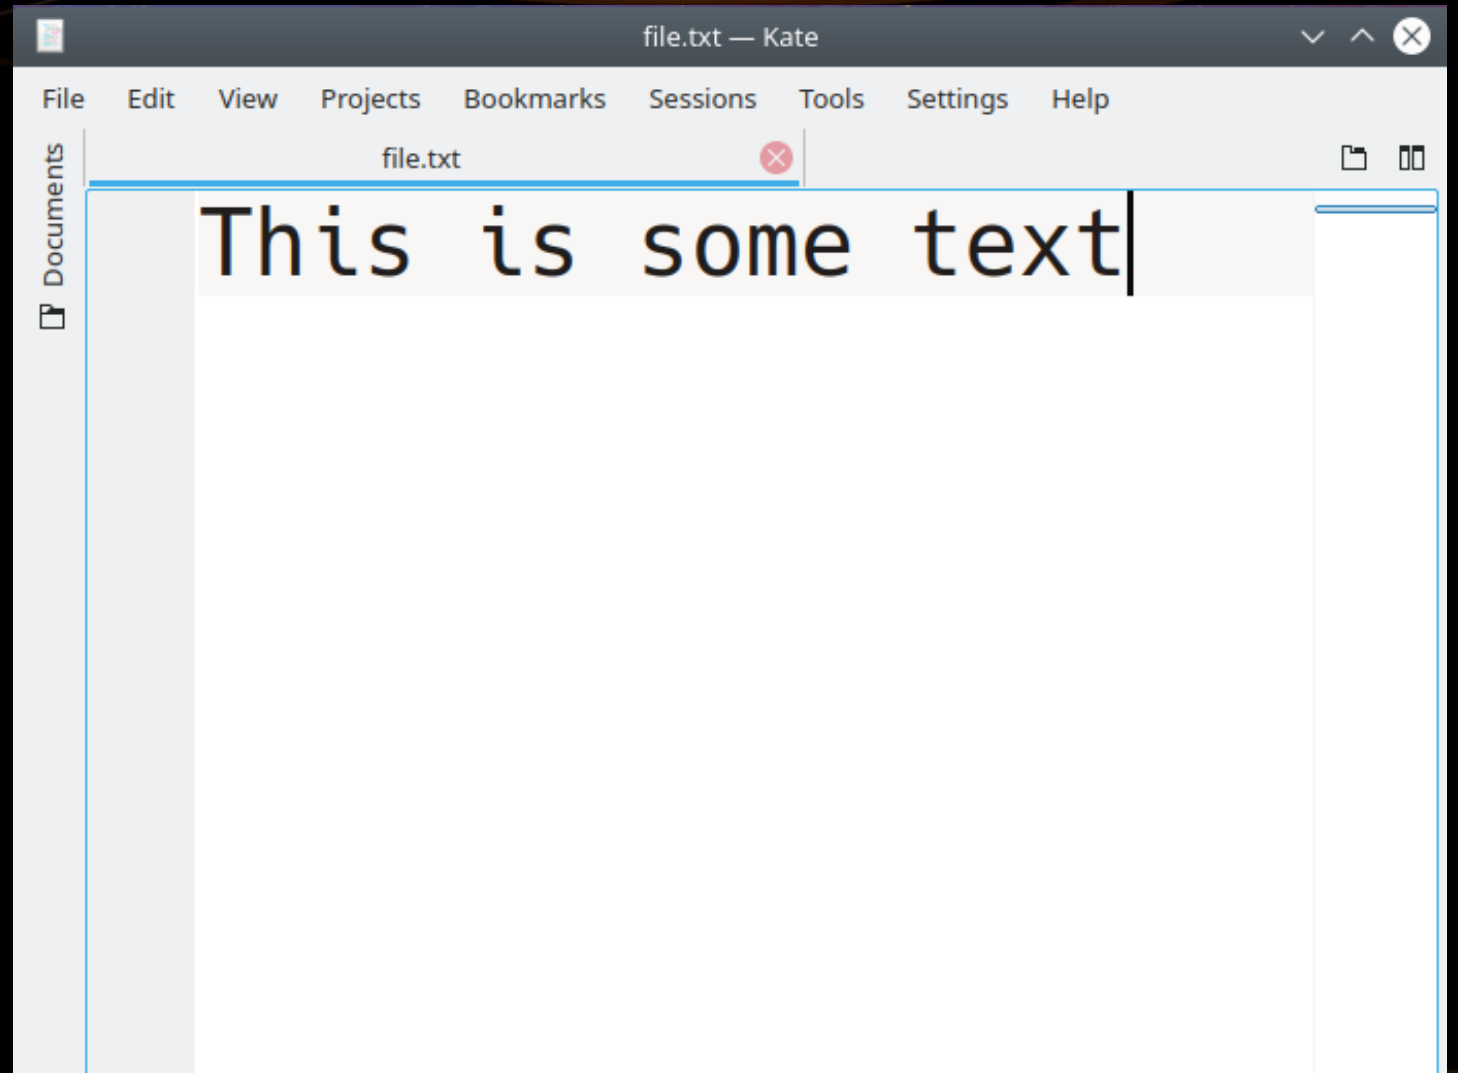 file.txt — Kate
File Edit View Projects Bookmarks Sessions Tools Settings Help
Documents
file.txt
This is some text